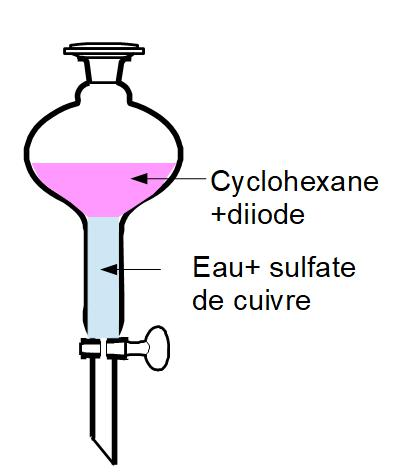 Cyclohexane
+diiode
Eau+ sulfate
de cuivre